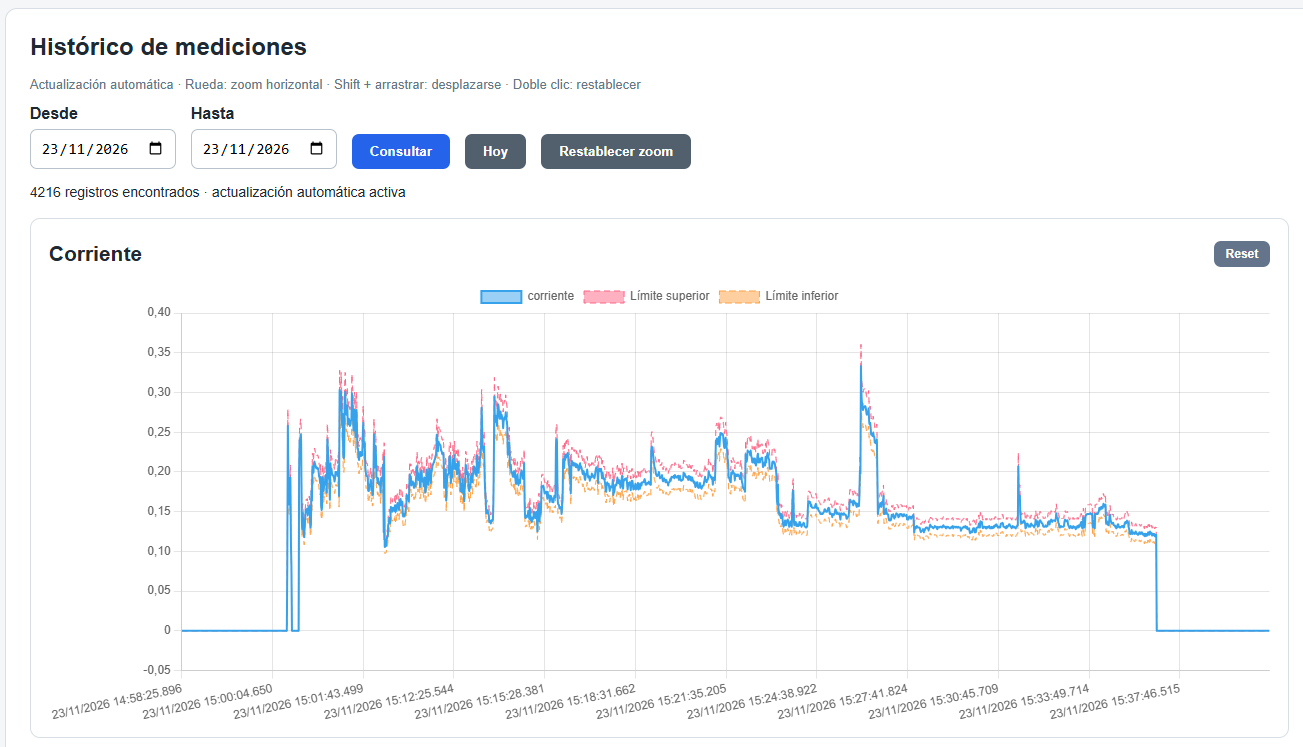 Histórico de mediciones
Actualización automática · Rueda: zoom horizontal · Shift + arrastrar: desplazarse · Doble clic: restablecer
Desde
Hasta
23/11/2026
23/11/2026
Consultar
Hoy
Restablecer zoom
4216 registros encontrados · actualización automática activa
Corriente
Reset
corriente
Límite superior
Límite inferior
0,40
0,35
0,30
0,25
0,20
0,15
0,10
0,05
0
-0,05
23/11/2026 14:58:25.896
23/11/2026 15:00:04.650
23/11/2026 15:01:43.499
23/11/2026 15:12:25.544
23/11/2026 15:15:28.381
23/11/2026 15:18:31.662
23/11/2026 15:21:35.205
23/11/2026 15:24:38.922
23/11/2026 15:27:41.824
23/11/2026 15:30:45.709
23/11/2026 15:33:49.714
23/11/2026 15:37:46.515